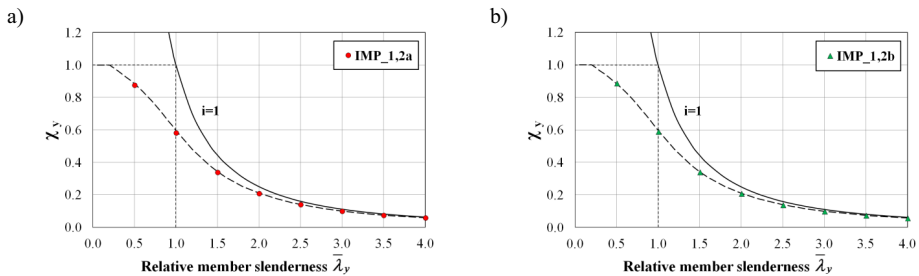 a)
1.2
1.0
0.8
0.6
0.4
0.2
0.0
χ y
IMP_1,2a
i=1
0.0 0.5 1.0 1.5 2.0 2.5 3.0 3.5 4.0
Relative member slenderness λ̅y
b)
1.2
1.0
0.8
0.6
0.4
0.2
0.0
χ y
IMP_1,2b
i=1
0.0 0.5 1.0 1.5 2.0 2.5 3.0 3.5 4.0
Relative member slenderness λ̅y